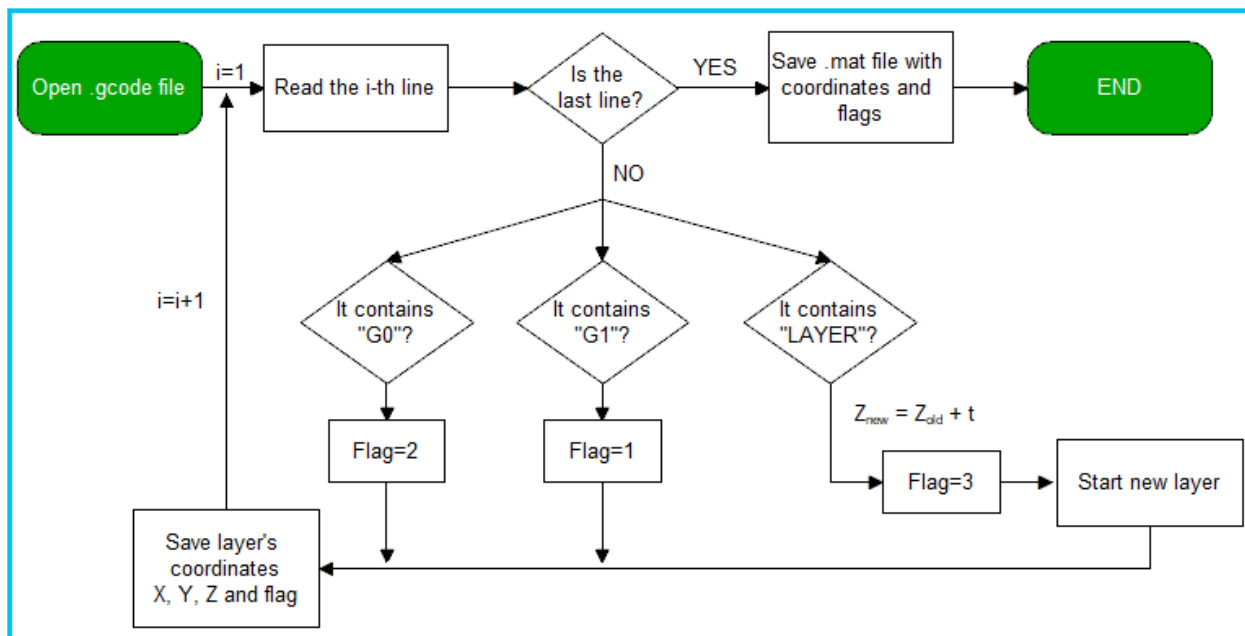 Open .gcode file
i=1
Read the i-th line
Is the
last line?
YES
Save .mat file with
coordinates and
flags
END
NO
i=i+1
It contains
"G0"?
It contains
"G1"?
It contains
"LAYER"?
Flag=2
Flag=1
Znew = Zold + t
Flag=3
Start new layer
Save layer's
coordinates
X, Y, Z and flag